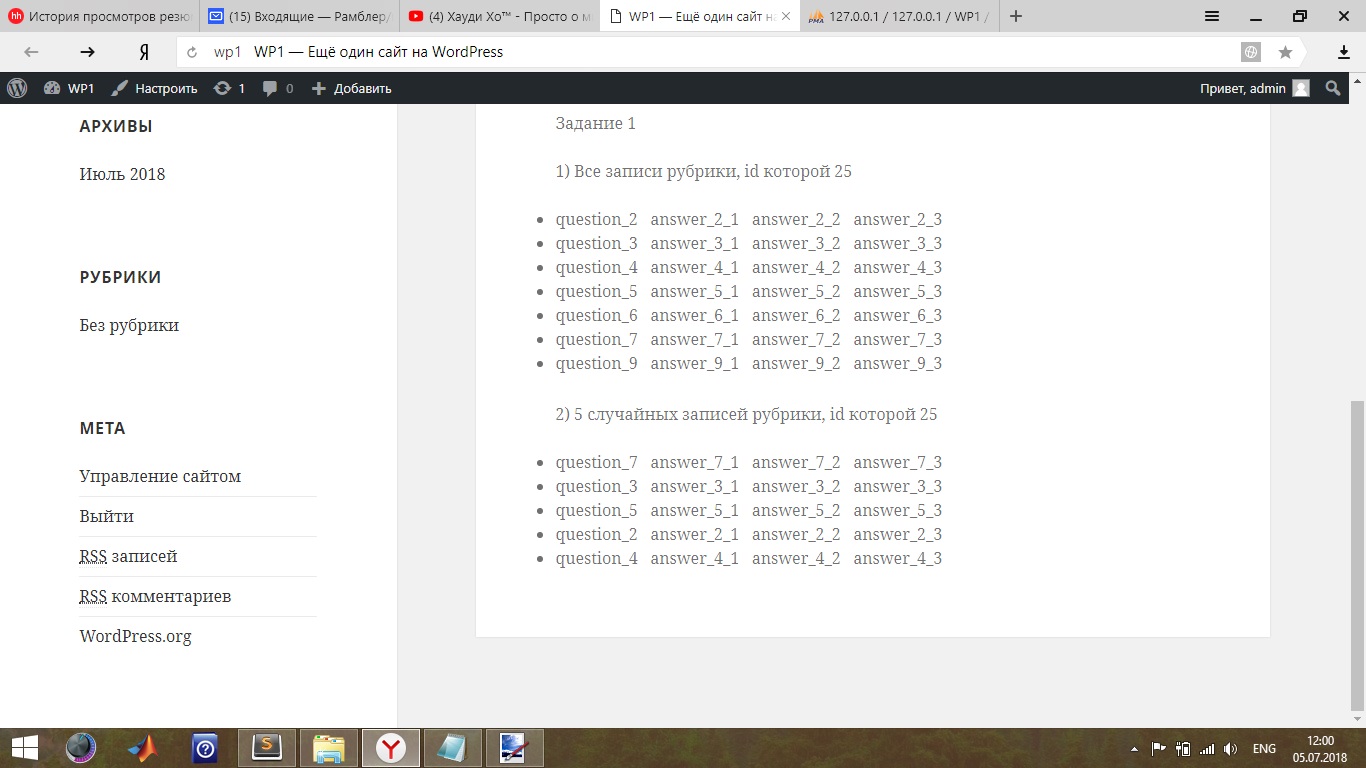 История просмотров резю
(15) Входящие — Рамблер/
(4) Хауди Хо™ - Просто о м
WP1 — Ещё один сайт на
127.0.0.1 / 127.0.0.1 / WP1 /
wp1 WP1 — Ещё один сайт на WordPress
WP1 Настроить 1 0 Добавить Привет, admin
АРХИВЫ
Июль 2018
РУБРИКИ
Без рубрики
МЕТА
Управление сайтом
Выйти
RSS записей
RSS комментариев
WordPress.org
Задание 1
1) Все записи рубрики, id которой 25
question_2 answer_2_1 answer_2_2 answer_2_3
question_3 answer_3_1 answer_3_2 answer_3_3
question_4 answer_4_1 answer_4_2 answer_4_3
question_5 answer_5_1 answer_5_2 answer_5_3
question_6 answer_6_1 answer_6_2 answer_6_3
question_7 answer_7_1 answer_7_2 answer_7_3
question_9 answer_9_1 answer_9_2 answer_9_3
2) 5 случайных записей рубрики, id которой 25
question_7 answer_7_1 answer_7_2 answer_7_3
question_3 answer_3_1 answer_3_2 answer_3_3
question_5 answer_5_1 answer_5_2 answer_5_3
question_2 answer_2_1 answer_2_2 answer_2_3
question_4 answer_4_1 answer_4_2 answer_4_3
ENG
12:00
05.07.2018